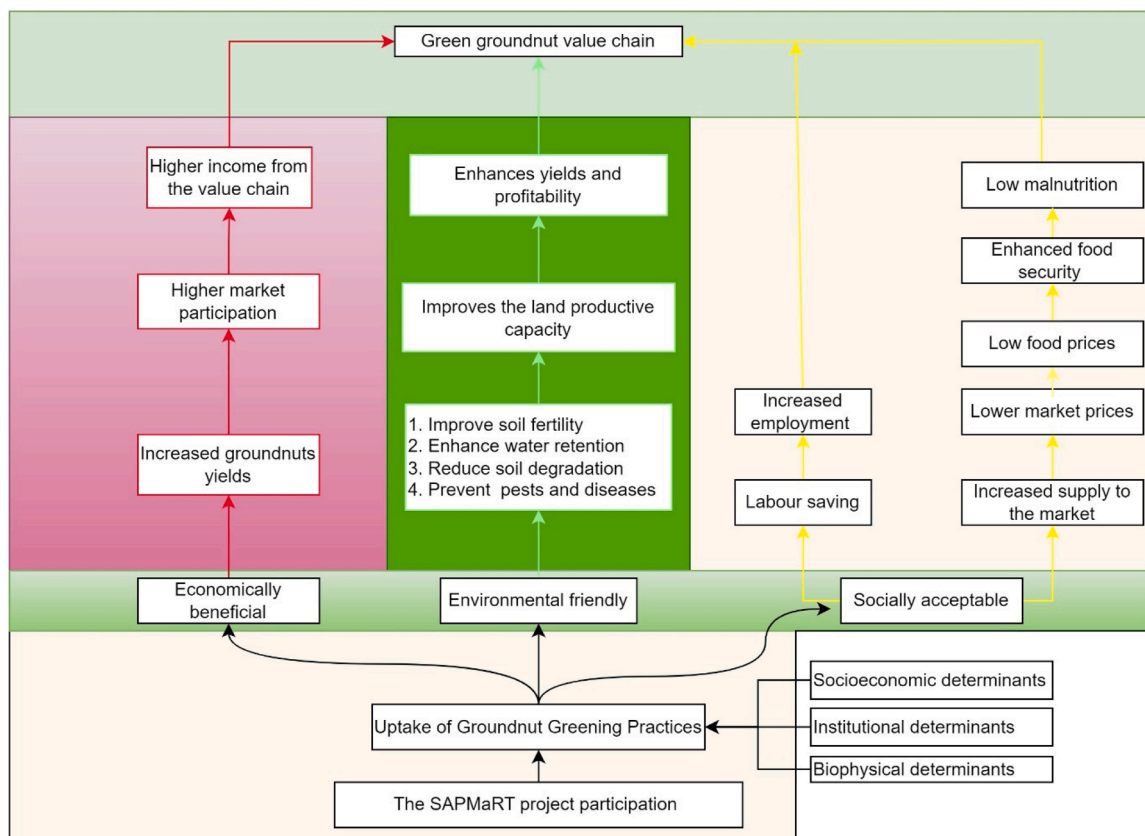 Green groundnut value chain
Higher income from
the value chain
Enhances yields and
profitability
Low malnutrition
Enhanced food
security
Higher market
participation
Improves the land productive
capacity
Low food prices
Increased
employment
Lower market prices
1. Improve soil fertility
2. Enhance water retention
3. Reduce soil degradation
4. Prevent pests and diseases
Increased groundnuts
yields
Labour saving
Increased supply to
the market
Economically
beneficial
Environmental friendly
Socially acceptable
Socioeconomic determinants
Uptake of Groundnut Greening Practices
Institutional determinants
Biophysical determinants
The SAPMaRT project participation